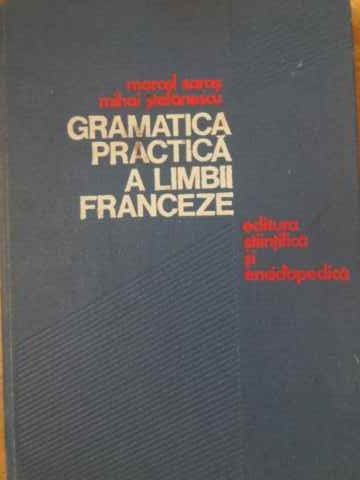 marcel saraș
mihai ștefănescu
GRAMATICA
PRACTICĂ
A LIMBII
FRANCEZE
editura
științifică
și
enciclopedică